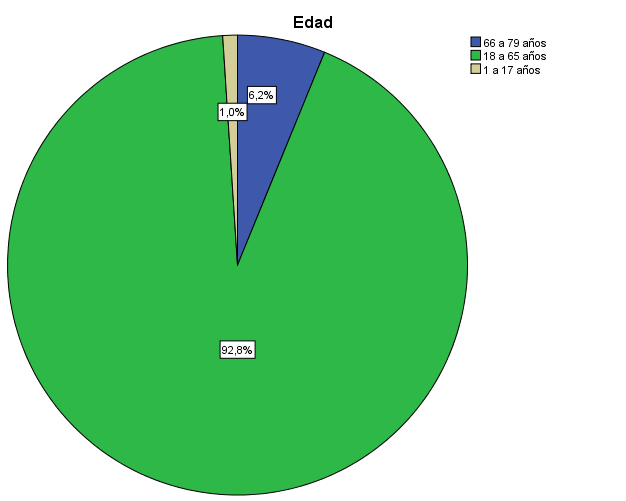 Edad
66 a 79 años
18 a 65 años
1 a 17 años
6,2%
1,0%
92,8%